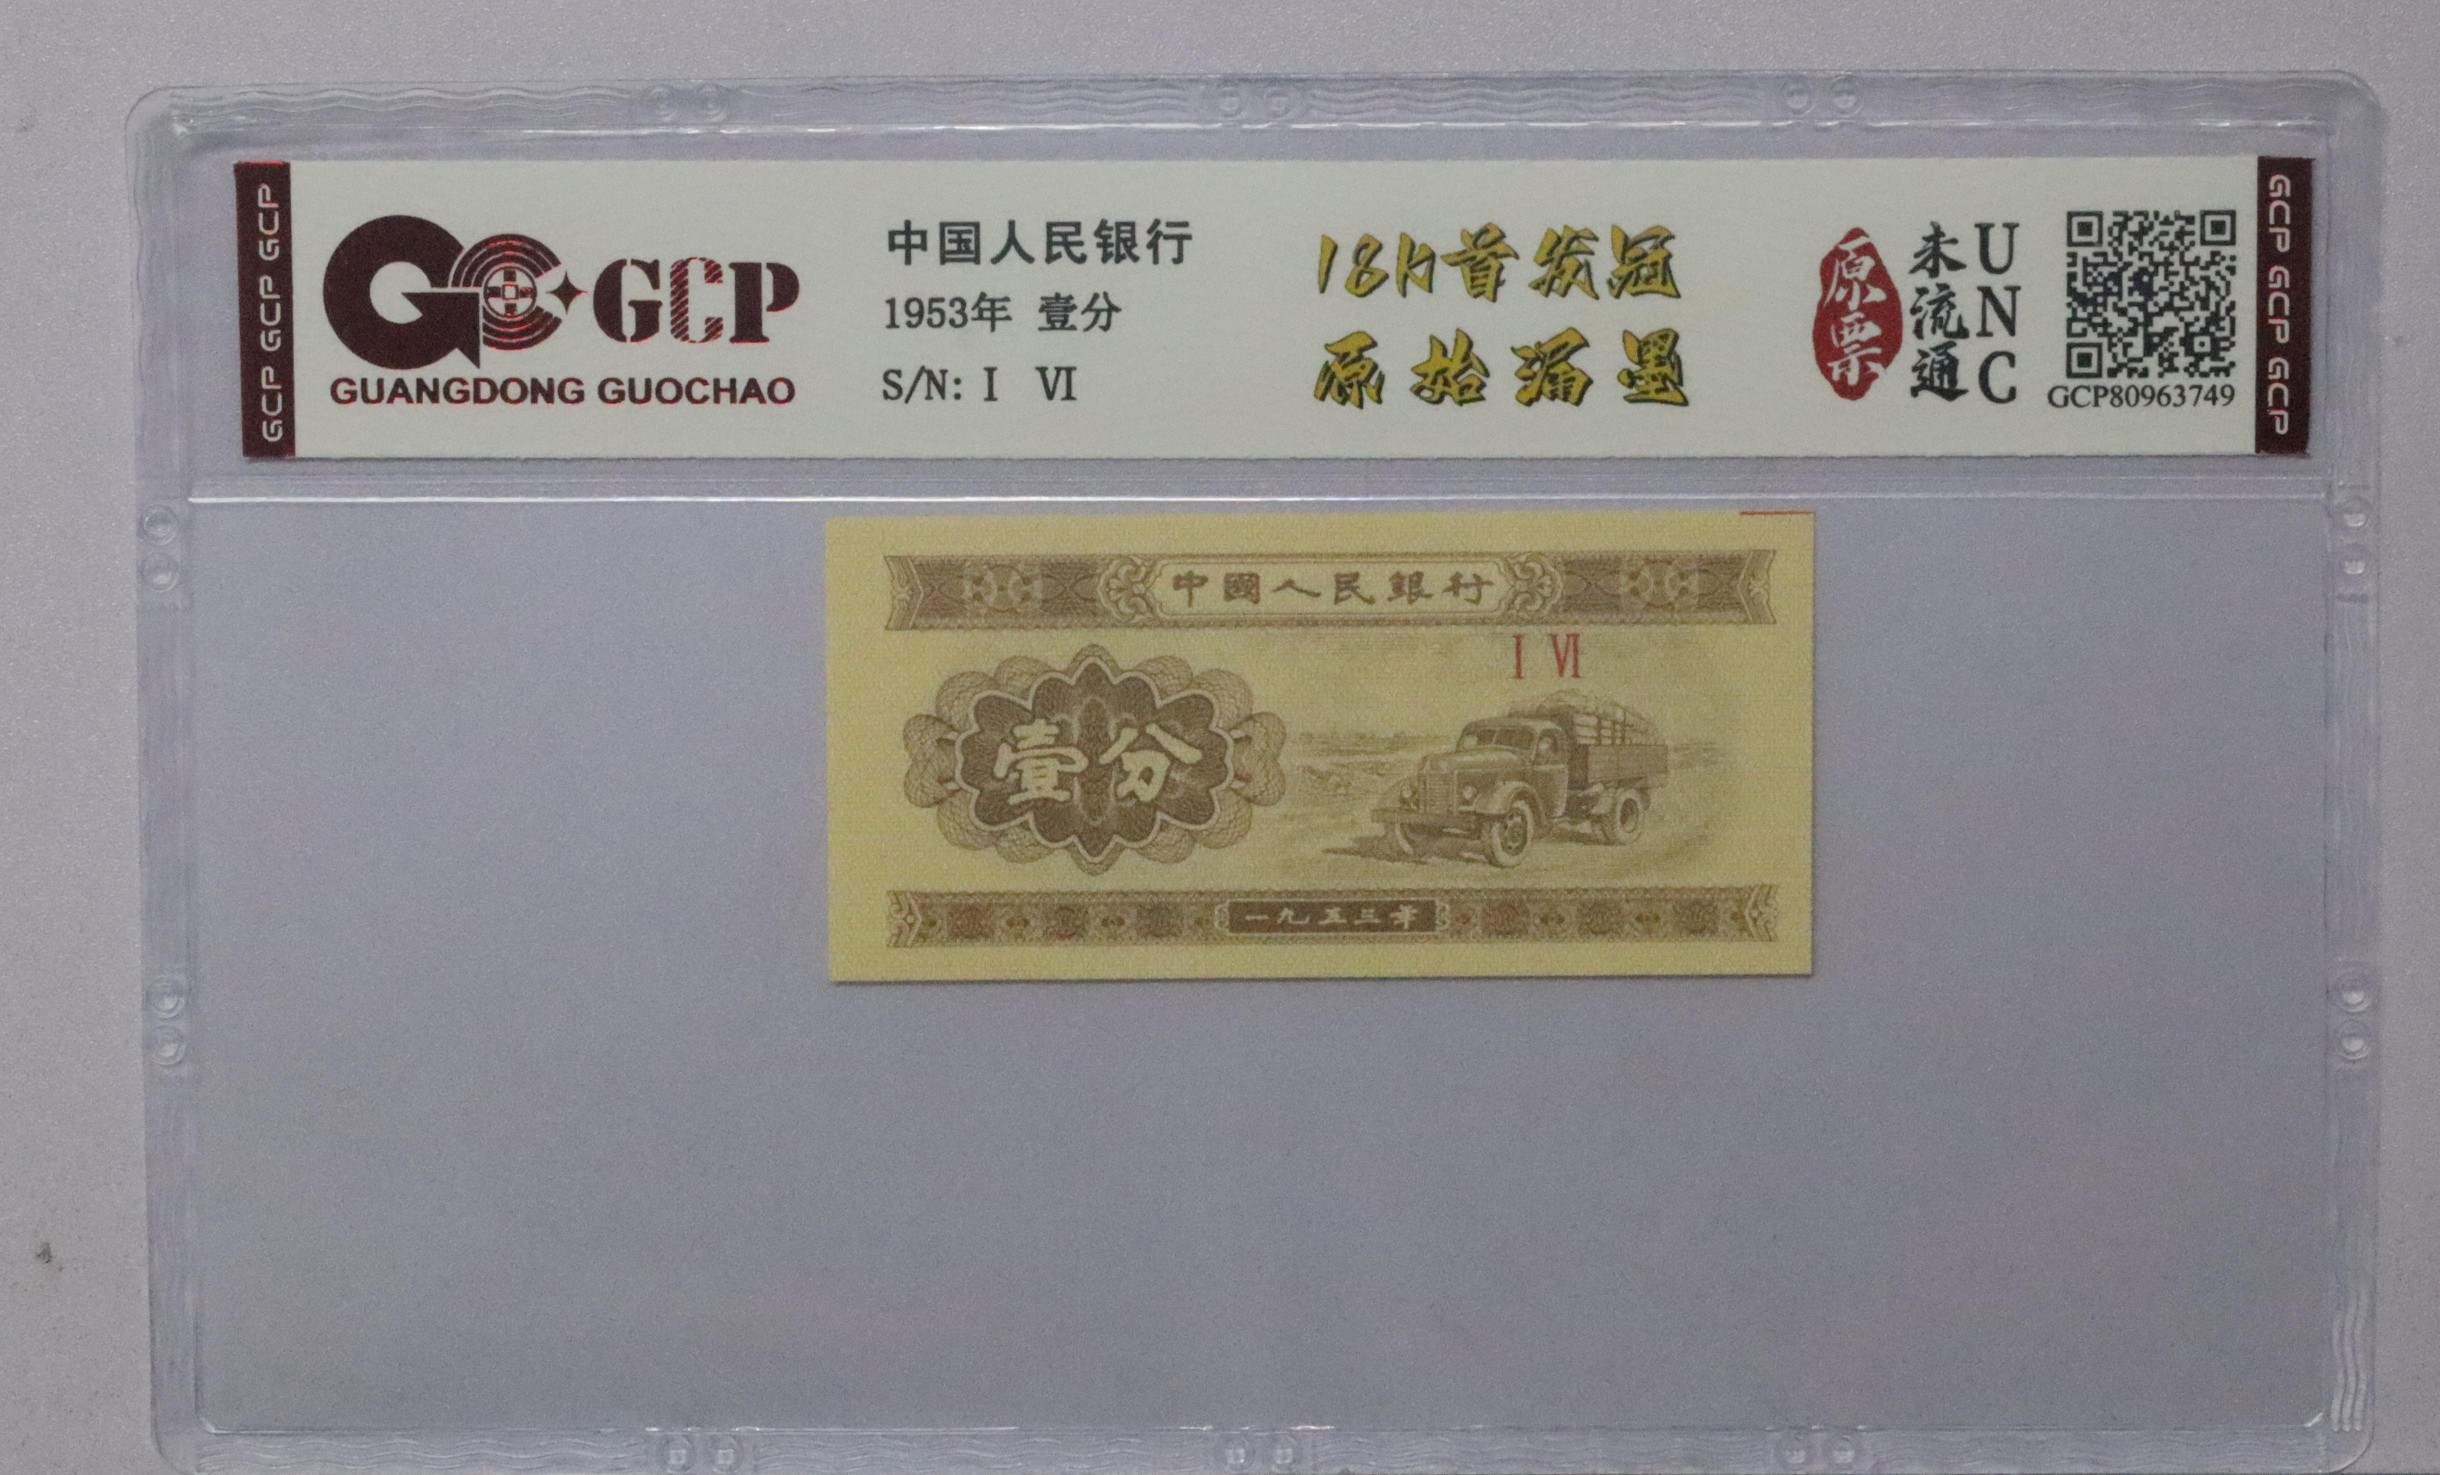 GCP GCP GCP
GCP
GUANGDONG GUOCHAO
中国人民银行
1953年 壹分
S/N: I VI
18k首发冠
原始漏墨
原票
未流通
UNC
GCP80963749
GCP GCP GCP
中國人民銀行
I VI
壹分
一九五三年